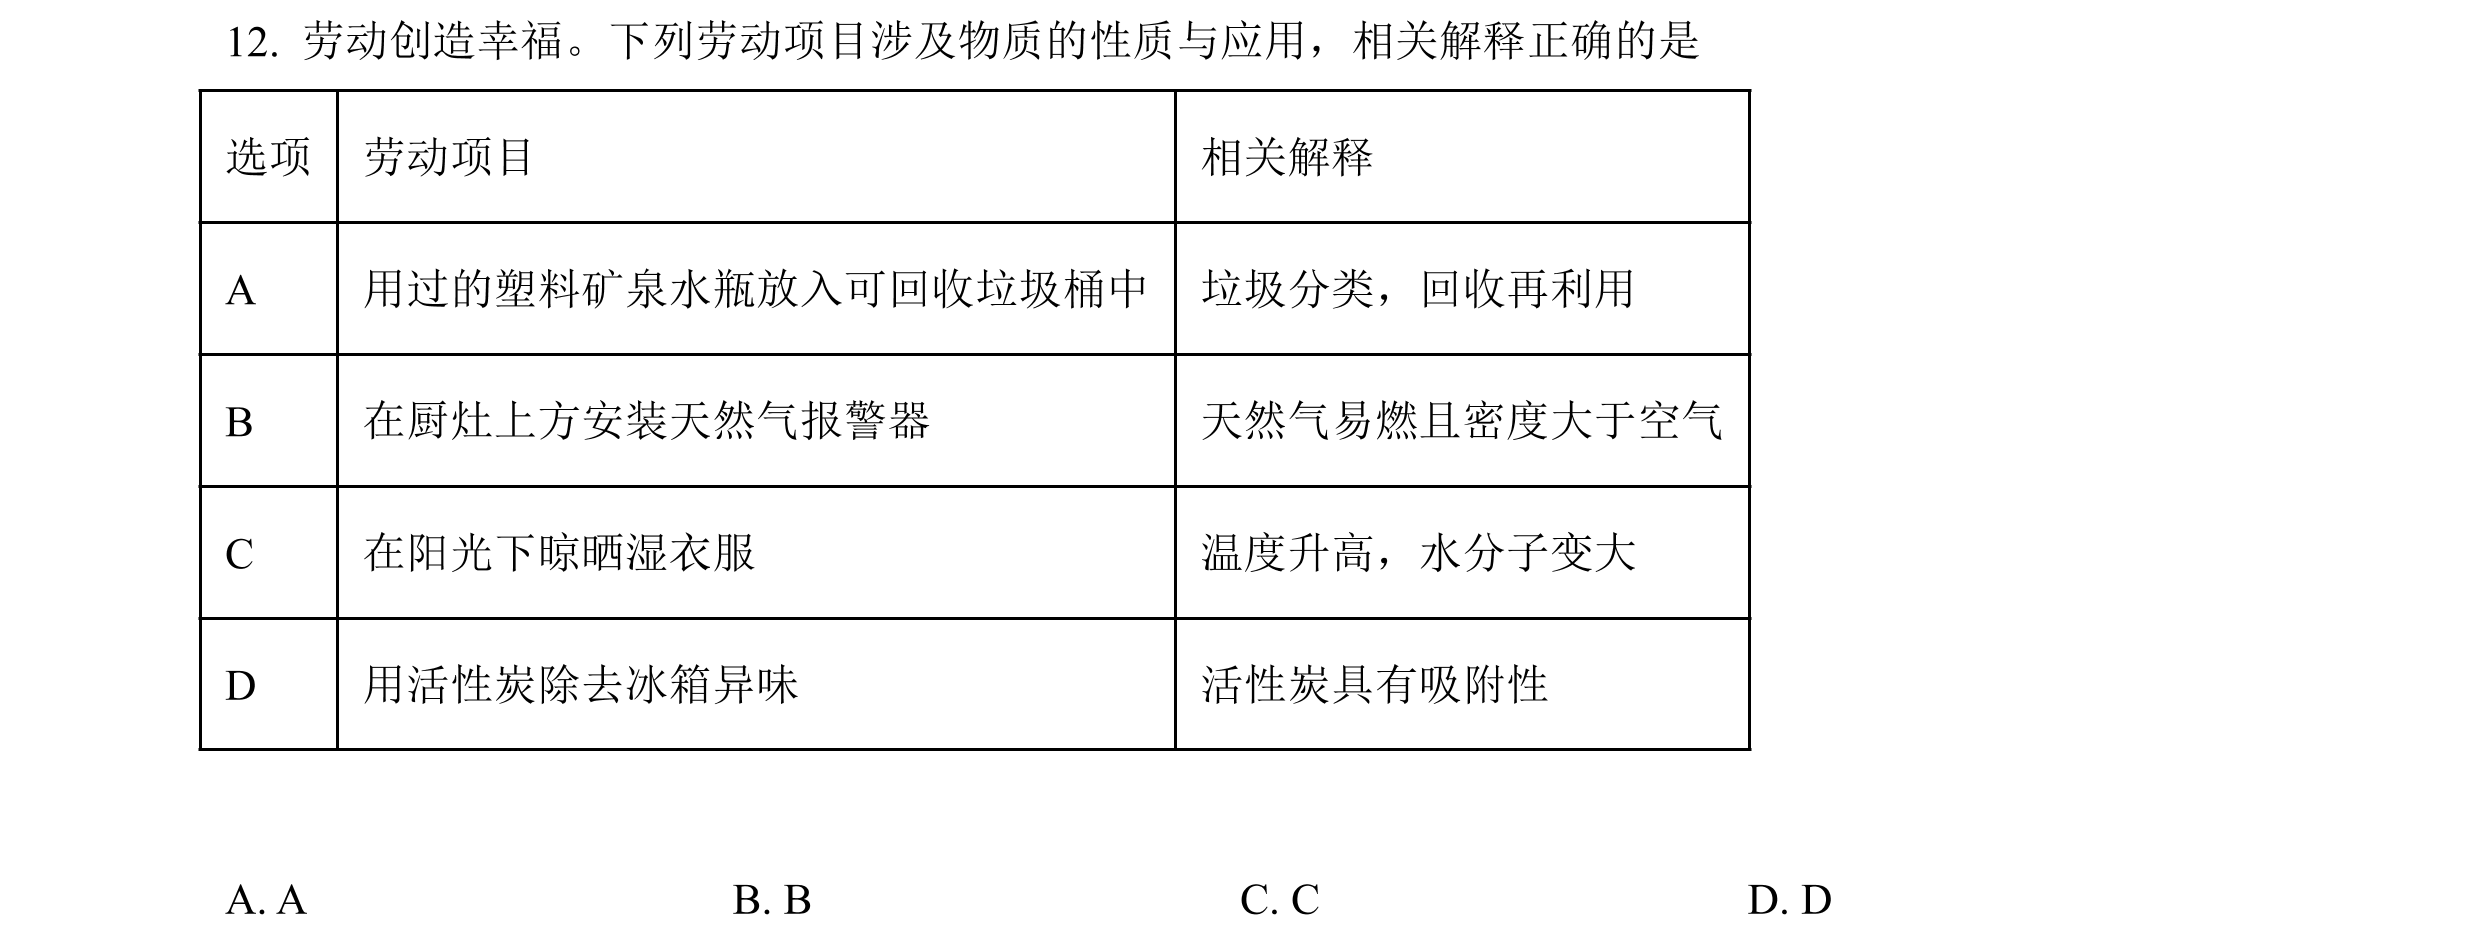 12. 劳动创造幸福。下列劳动项目涉及物质的性质与应用，相关解释正确的是
选项 劳动项目 相关解释
A 用过的塑料矿泉水瓶放入可回收垃圾桶中 垃圾分类，回收再利用
B 在厨灶上方安装天然气报警器 天然气易燃且密度大于空气
C 在阳光下晾晒湿衣服 温度升高，水分子变大
D 用活性炭除去冰箱异味 活性炭具有吸附性
A. A B. B C. C D. D